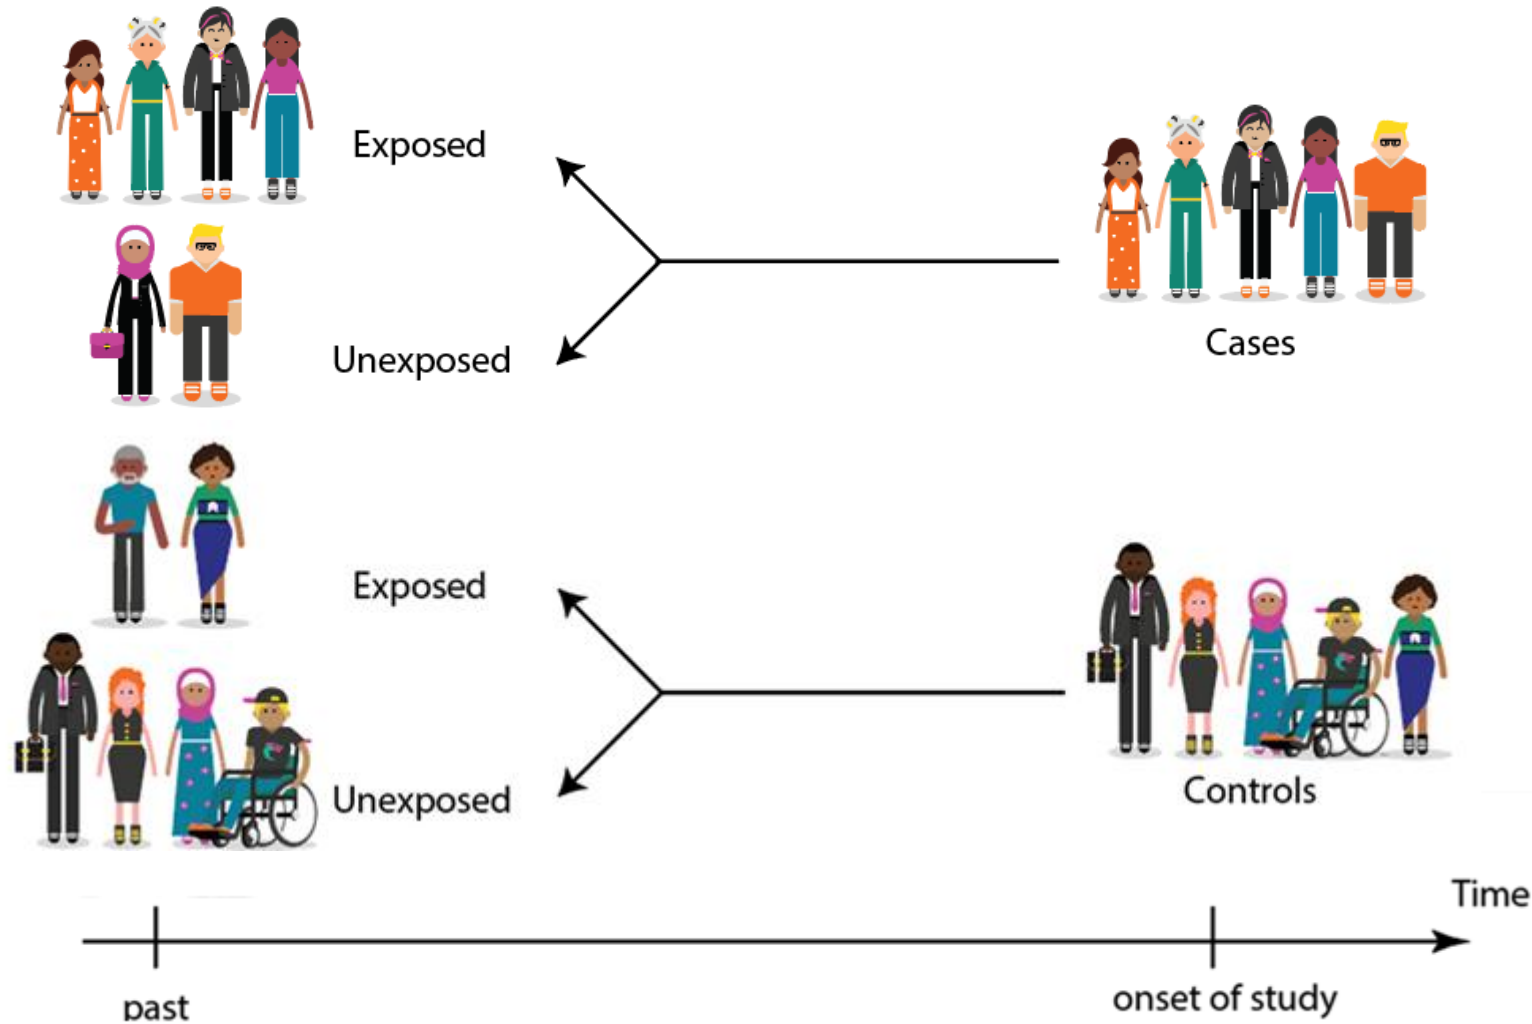 Exposed
Unexposed
Cases
Exposed
Unexposed
Controls
Time
past
onset of study